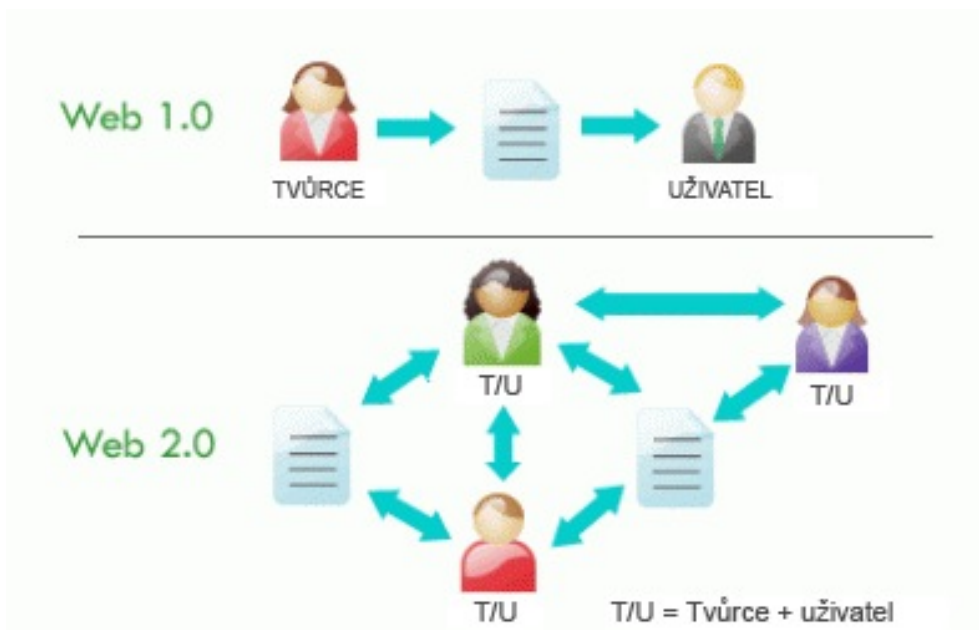 Web 1.0
TVŮRCE
UŽIVATEL
T/U
T/U
Web 2.0
T/U
T/U = Tvůrce + uživatel